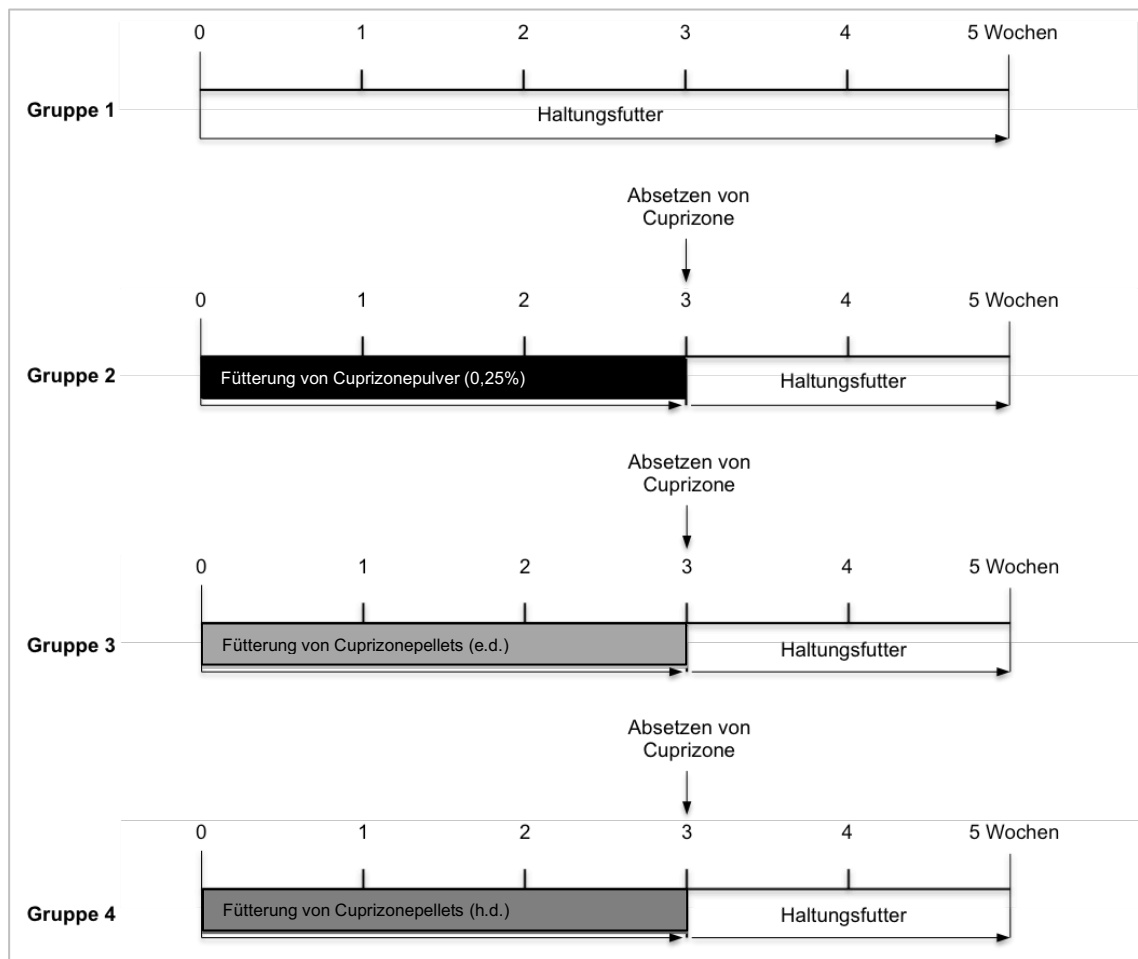 0 1 2 3 4 5 Wochen
Gruppe 1
Haltungsfutter
Absetzen von
Cuprizone
0 1 2 3 4 5 Wochen
Gruppe 2
Fütterung von Cuprizonepulver (0,25%)
Haltungsfutter
Absetzen von
Cuprizone
0 1 2 3 4 5 Wochen
Gruppe 3
Fütterung von Cuprizonepellets (e.d.)
Haltungsfutter
Absetzen von
Cuprizone
0 1 2 3 4 5 Wochen
Gruppe 4
Fütterung von Cuprizonepellets (h.d.)
Haltungsfutter